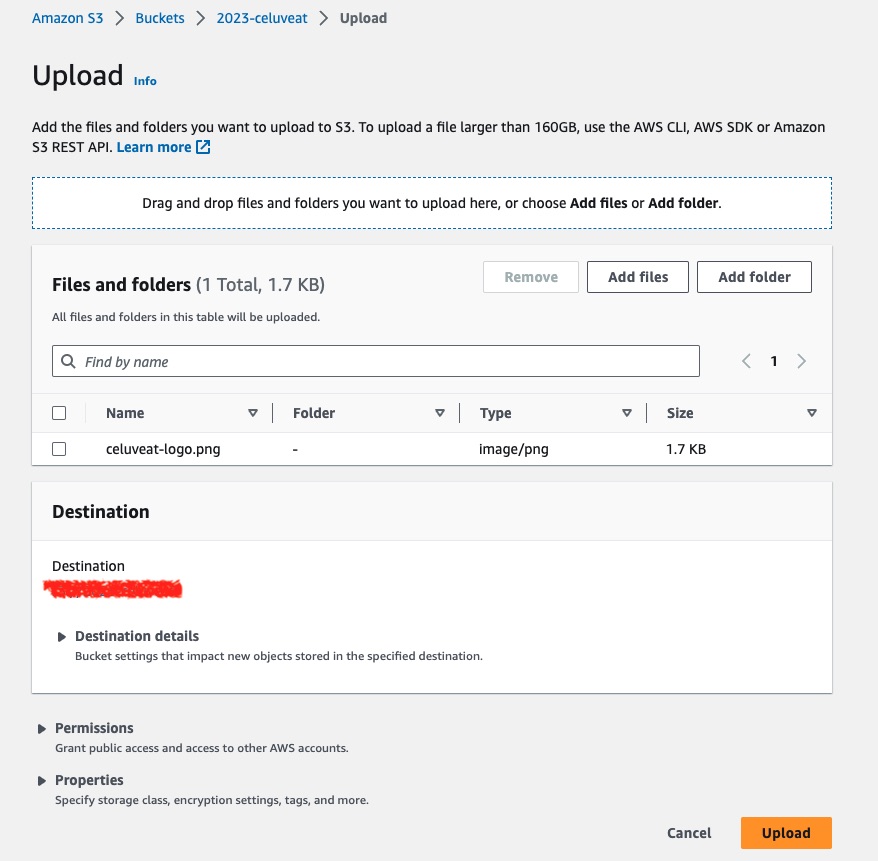 Amazon S3 > Buckets > 2023-celuveat > Upload
Upload Info
Add the files and folders you want to upload to S3. To upload a file larger than 160GB, use the AWS CLI, AWS SDK or Amazon
S3 REST API. Learn more
Drag and drop files and folders you want to upload here, or choose Add files or Add folder.
Files and folders (1 Total, 1.7 KB)
Remove Add files Add folder
All files and folders in this table will be uploaded.
Find by name
1
Name Folder Type Size
celuveat-logo.png - image/png 1.7 KB
Destination
Destination
Destination details
Bucket settings that impact new objects stored in the specified destination.
Permissions
Grant public access and access to other AWS accounts.
Properties
Specify storage class, encryption settings, tags, and more.
Cancel Upload